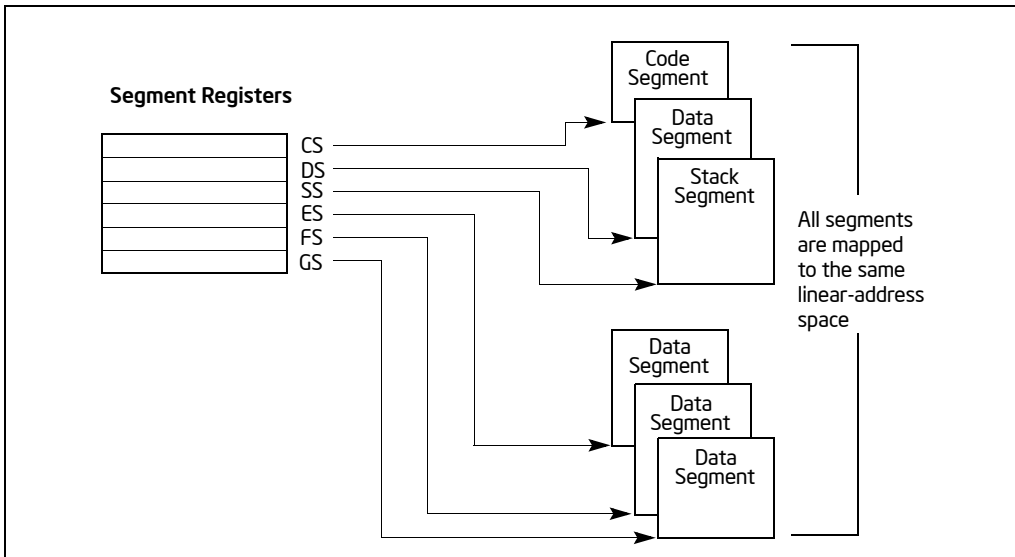 Segment Registers
CS
DS
SS
ES
FS
GS
Code
Segment
Data
Segment
Stack
Segment
Data
Segment
Data
Segment
Data
Segment
All segments
are mapped
to the same
linear-address
space